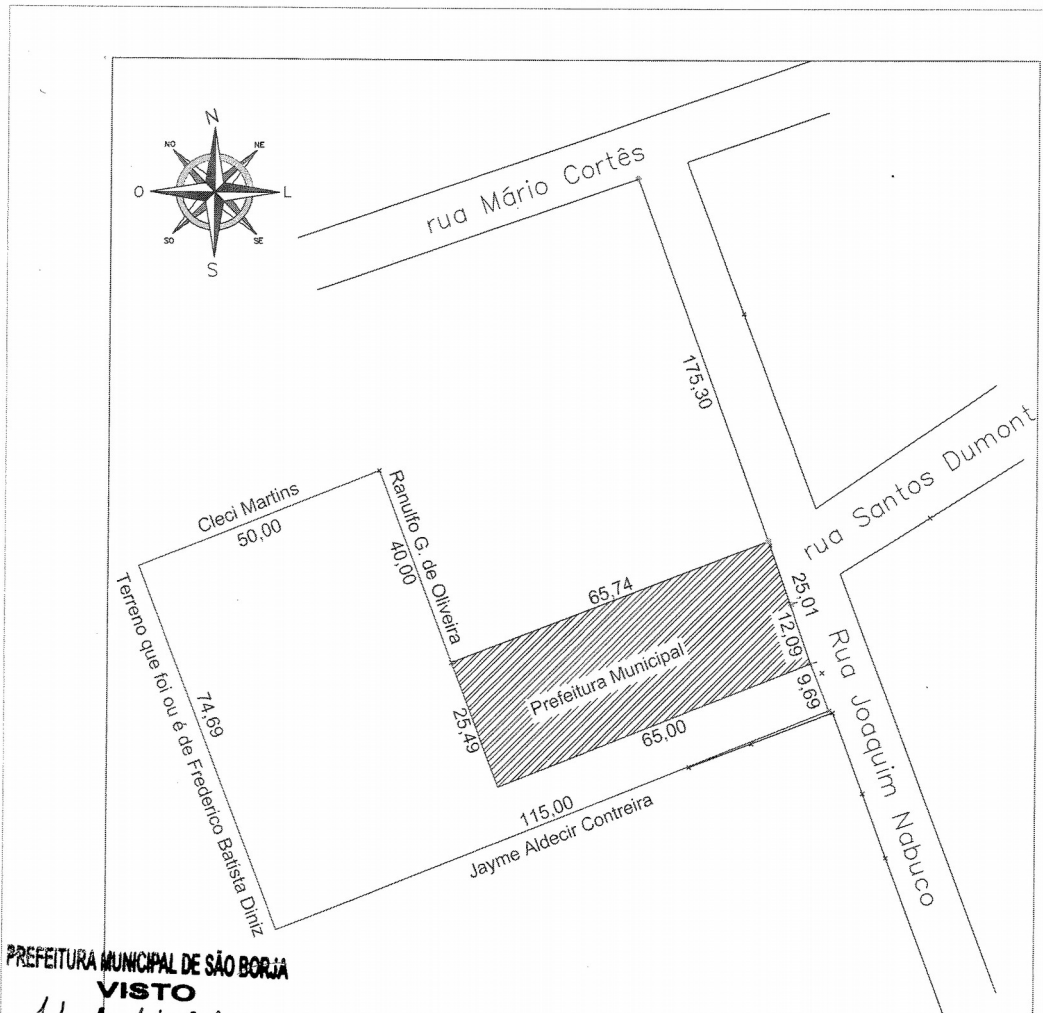 N
NO
NE
O
L
SO
SE
S
rua Mário Cortês
175,30
rua Santos Dumont
Cleci Martins
50,00
Ranulfo G. de Oliveira
40,00
65,74
25,01
Prefeitura Municipal
12,09
9,69
25,49
65,00
Rua Joaquim Nabuco
Terreno que foi ou é de Frederico Batista Diniz
74,69
115,00
Jayme Aldecir Contreira
PREFEITURA MUNICIPAL DE SÃO BORJA
VISTO